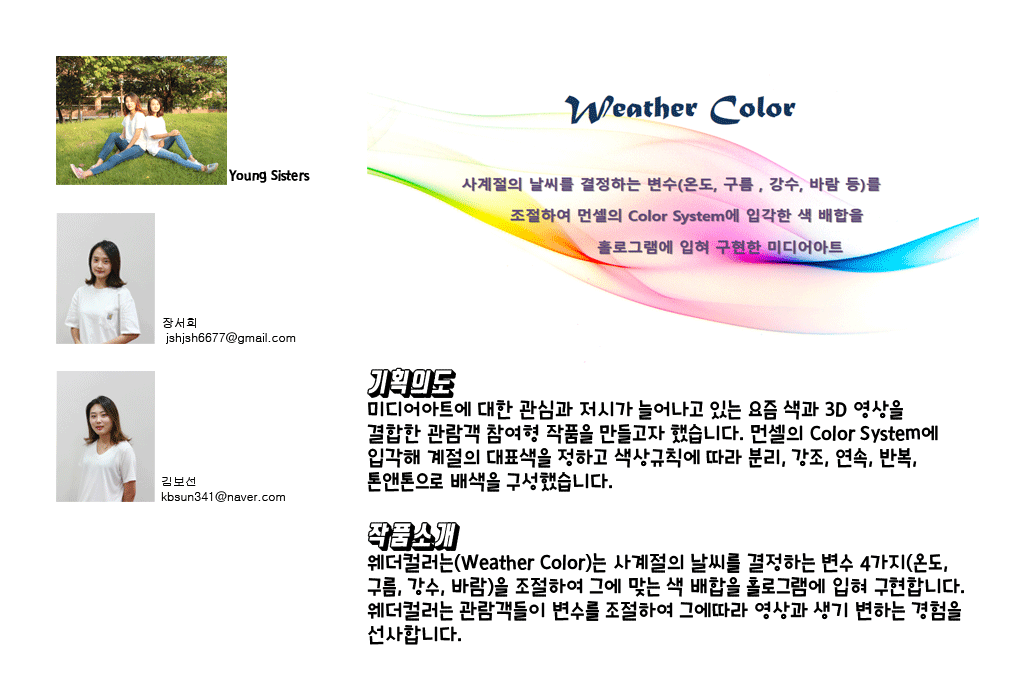 Young Sisters
장서희
jshjsh6677@gmail.com
김보선
kbsun341@naver.com
Weather Color
사계절의 날씨를 결정하는 변수(온도, 구름 , 강수, 바람 등)를
조절하여 먼셀의 Color System에 입각한 색 배합을
홀로그램에 입혀 구현한 미디어아트
기획의도
미디어아트에 대한 관심과 저시가 늘어나고 있는 요즘 색과 3D 영상을
결합한 관람객 참여형 작품을 만들고자 했습니다. 먼셀의 Color System에
입각해 계절의 대표색을 정하고 색상규칙에 따라 분리, 강조, 연속, 반복,
톤앤톤으로 배색을 구성했습니다.
작품소개
웨더컬러는(Weather Color)는 사계절의 날씨를 결정하는 변수 4가지(온도,
구름, 강수, 바람)을 조절하여 그에 맞는 색 배합을 홀로그램에 입혀 구현합니다.
웨더컬러는 관람객들이 변수를 조절하여 그에따라 영상과 생기 변하는 경험을
선사합니다.